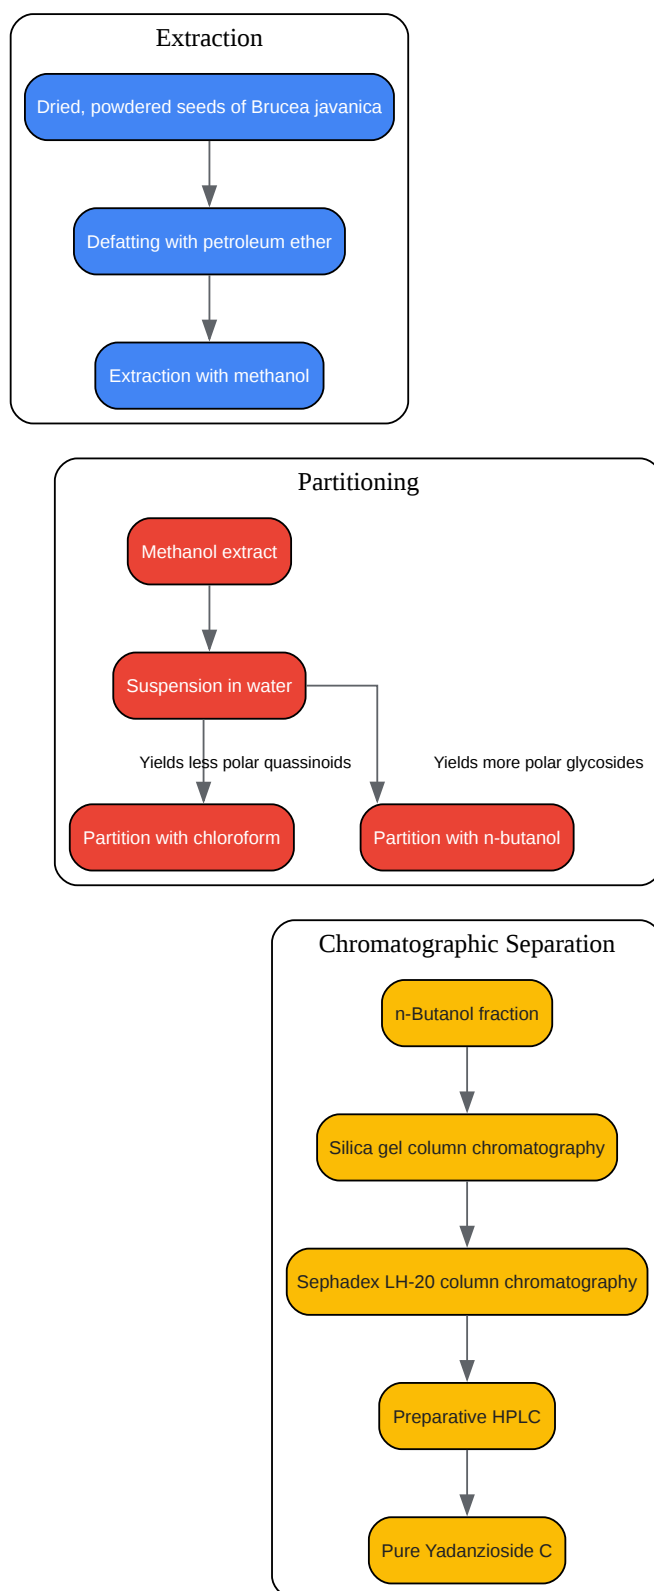 Extraction
Dried, powdered seeds of Brucea javanica
Defatting with petroleum ether
Extraction with methanol
Partitioning
Methanol extract
Suspension in water
Yields less polar quassinoids
Yields more polar glycosides
Partition with chloroform
Partition with n-butanol
Chromatographic Separation
n-Butanol fraction
Silica gel column chromatography
Sephadex LH-20 column chromatography
Preparative HPLC
Pure Yadanzioside C